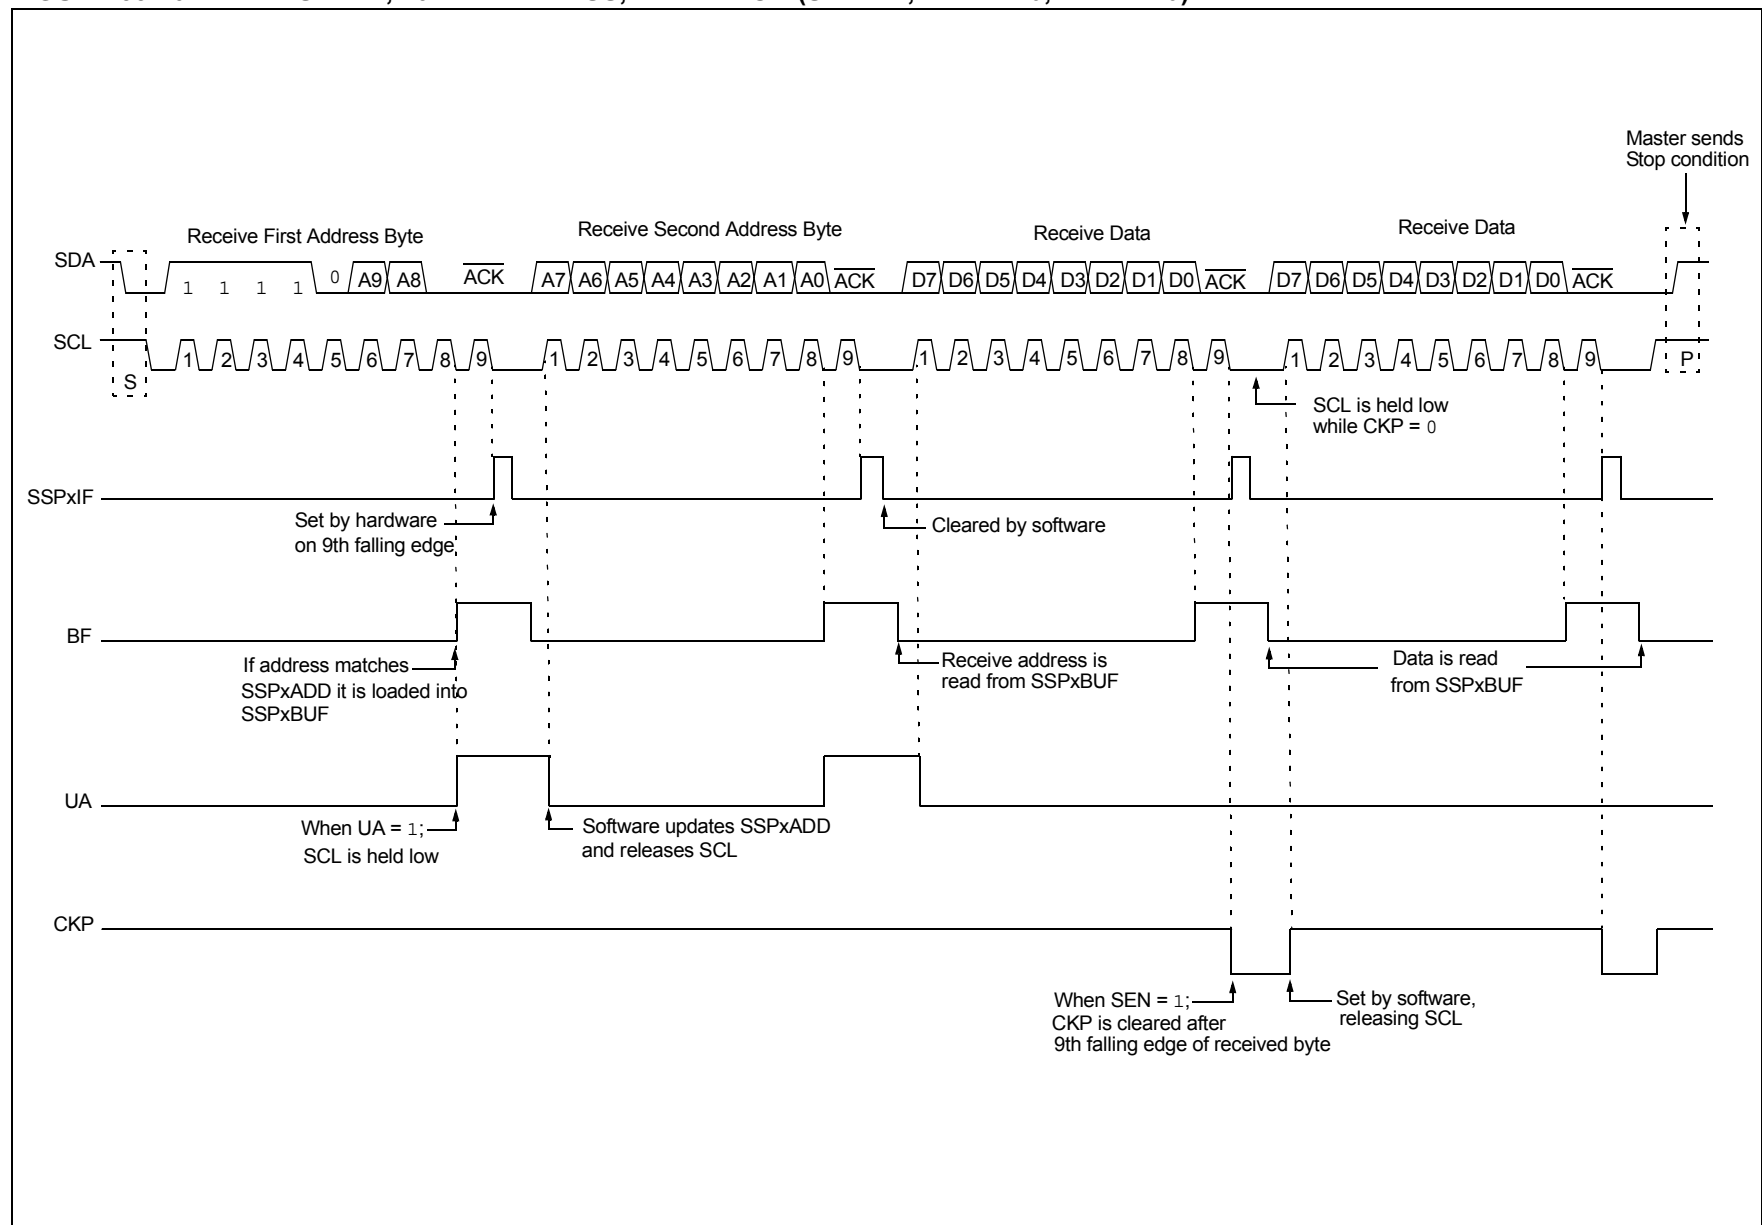 Master sends
Stop condition
Receive First Address Byte
Receive Second Address Byte
Receive Data
Receive Data
SDA
1 1 1 1 0 A9 A8 ACK A7 A6 A5 A4 A3 A2 A1 A0 ACK D7 D6 D5 D4 D3 D2 D1 D0 ACK D7 D6 D5 D4 D3 D2 D1 D0 ACK
SCL
S 1 2 3 4 5 6 7 8 9 1 2 3 4 5 6 7 8 9 1 2 3 4 5 6 7 8 9 1 2 3 4 5 6 7 8 9 P
SCL is held low
while CKP = 0
SSPxIF
Set by hardware
on 9th falling edge
Cleared by software
BF
If address matches
SSPxADD it is loaded into
SSPxBUF
Receive address is
read from SSPxBUF
Data is read
from SSPxBUF
UA
When UA = 1;
SCL is held low
Software updates SSPxADD
and releases SCL
CKP
When SEN = 1;
CKP is cleared after
9th falling edge of received byte
Set by software,
releasing SCL